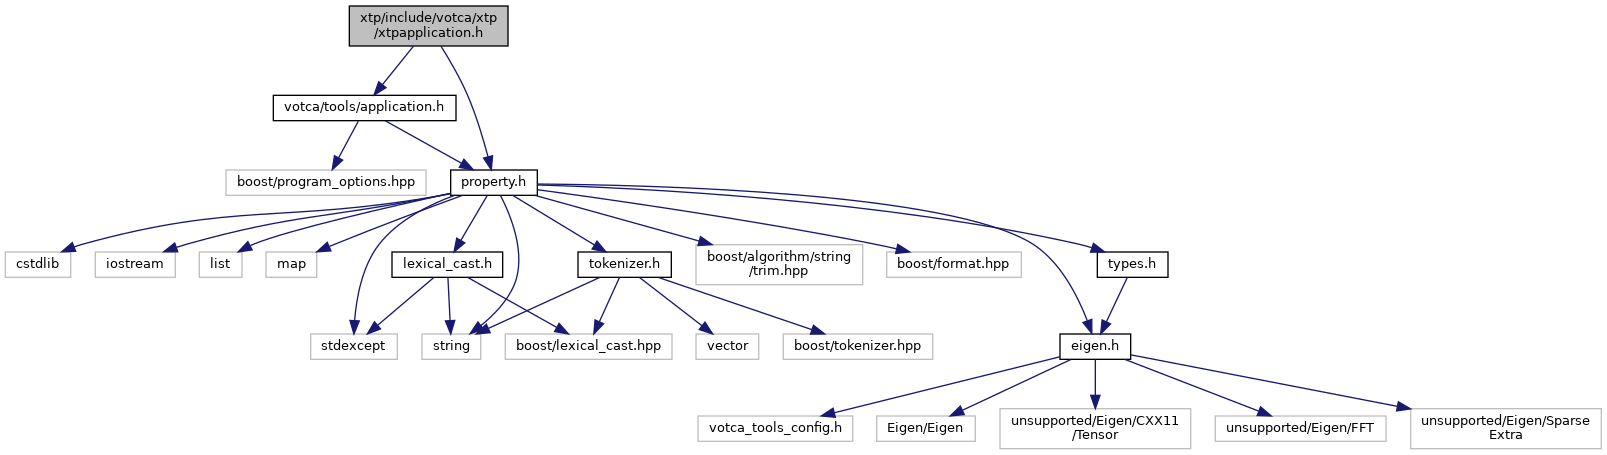 xtp/include/votca/xtp
/xtpapplication.h
votca/tools/application.h
boost/program_options.hpp
property.h
cstdlib
iostream
list
map
lexical_cast.h
tokenizer.h
boost/algorithm/string
/trim.hpp
boost/format.hpp
types.h
stdexcept
string
boost/lexical_cast.hpp
vector
boost/tokenizer.hpp
eigen.h
votca_tools_config.h
Eigen/Eigen
unsupported/Eigen/CXX11
/Tensor
unsupported/Eigen/FFT
unsupported/Eigen/Sparse
Extra